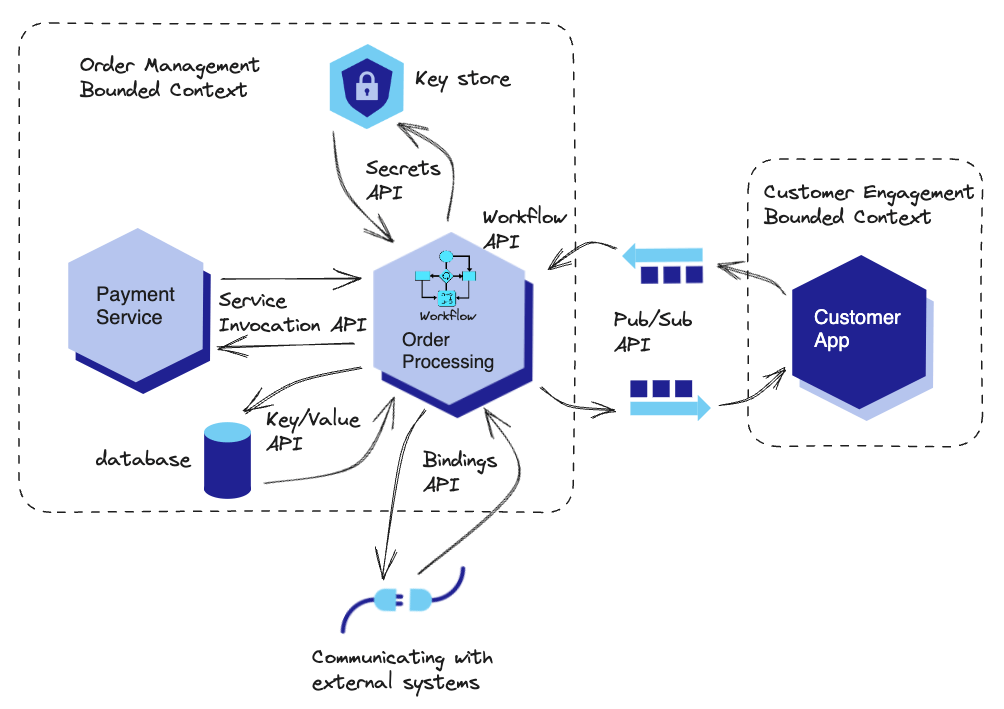 Order Management
Bounded Context
Key store
Secrets
API
Workflow
API
Customer Engagement
Bounded Context
Payment
Service
Service
Invocation API
Workflow
Order
Processing
Pub/Sub
API
Customer
App
Key/Value
API
database
Bindings
API
Communicating with
external systems